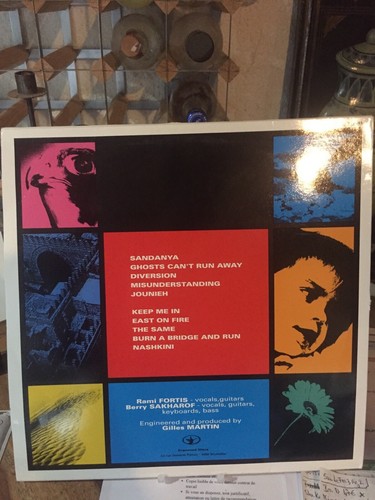 SANDANYA
GHOSTS CAN'T RUN AWAY
DIVERSION
MISUNDERSTANDING
JOUNIEH
KEEP ME IN
EAST ON FIRE
THE SAME
BURN A BRIDGE AND RUN
NASHKINI
Rami FORTIS - vocals,guitars
Berry SAKHAROF - vocals, guitars,
keyboards, bass
Engineered and produced by
Gilles MARTIN